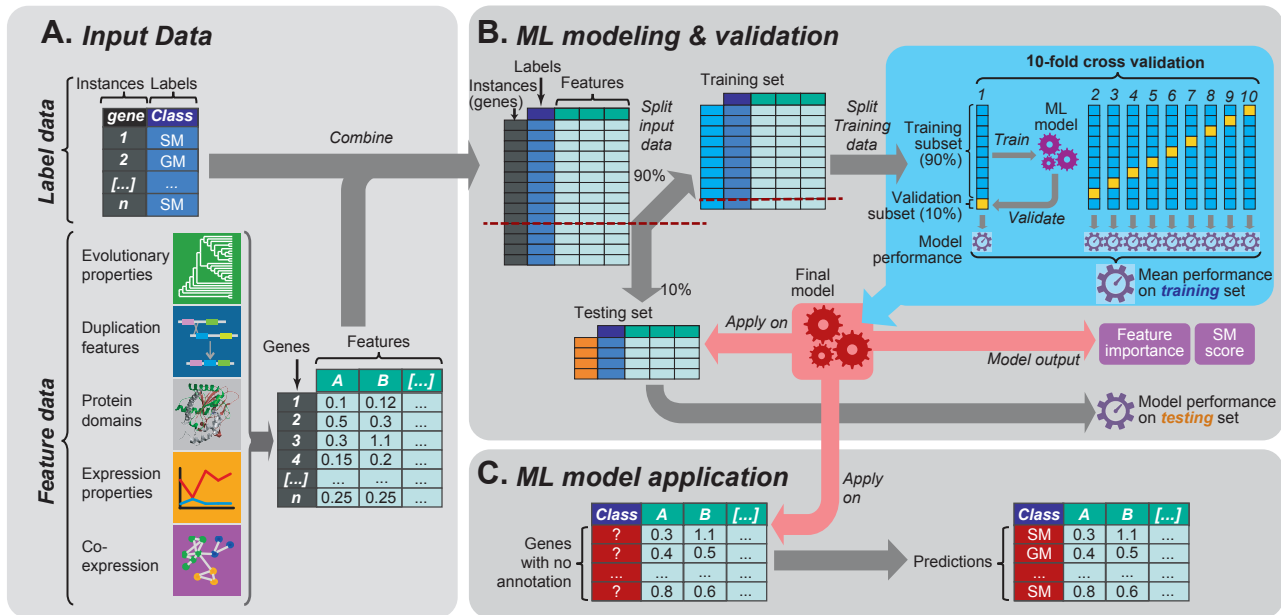 A. Input Data
Instances Labels
Label data
gene Class
1 SM
2 GM
[...] ...
n SM
Combine
Feature data
Evolutionary
properties
Duplication
features
Protein
domains
Expression
properties
Co-
expression
Genes
Features
A B [...]
1 0.1 0.12 ...
2 0.5 0.3 ...
3 0.3 1.1 ...
4 0.15 0.2 ...
[...] ... ... ...
n 0.25 0.25 ...
B. ML modeling & validation
Labels
Instances
(genes)
Features
Split
input
data
90%
10%
Training set
Split
Training
data
10-fold cross validation
1 2 3 4 5 6 7 8 9 10
Training
subset
(90%)
Train
ML
model
Validation
subset (10%)
Validate
Model
performance
Mean performance
on training set
Testing set
Final
model
Apply on
Model output
Feature
importance
SM
score
Model performance
on testing set
C. ML model application
Apply
on
Genes
with no
annotation
Class A B [...]
? 0.3 1.1 ...
? 0.4 0.5 ...
... ... ... ...
? 0.8 0.6 ...
Predictions
Class A B [...]
SM 0.3 1.1 ...
GM 0.4 0.5 ...
... ... ... ...
SM 0.8 0.6 ...